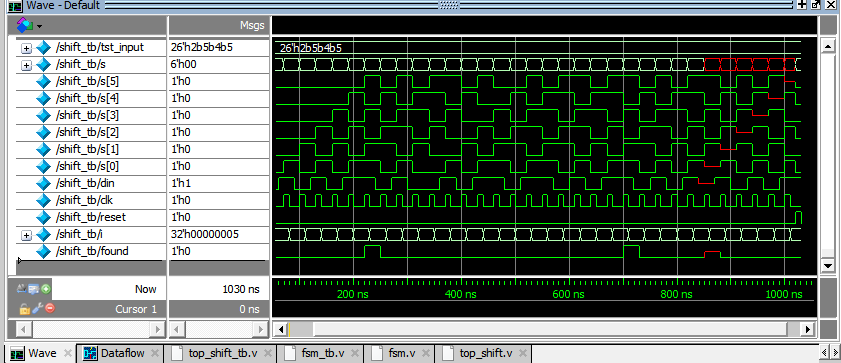 Wave - Default
Msgs
/shift_tb/tst_input 26'h2b5b4b5 26'h2b5b4b5
/shift_tb/s 6'h00
/shift_tb/s[5] 1'h0
/shift_tb/s[4] 1'h0
/shift_tb/s[3] 1'h0
/shift_tb/s[2] 1'h0
/shift_tb/s[1] 1'h0
/shift_tb/s[0] 1'h0
/shift_tb/din 1'h1
/shift_tb/clk 1'h0
/shift_tb/reset 1'h0
/shift_tb/i 32'h00000005
/shift_tb/found 1'h0
Now 1030 ns 200 ns 400 ns 600 ns 800 ns 1000 ns
Cursor 1 0 ns
Wave Dataflow top_shift_tb.v fsm_tb.v fsm.v top_shift.v